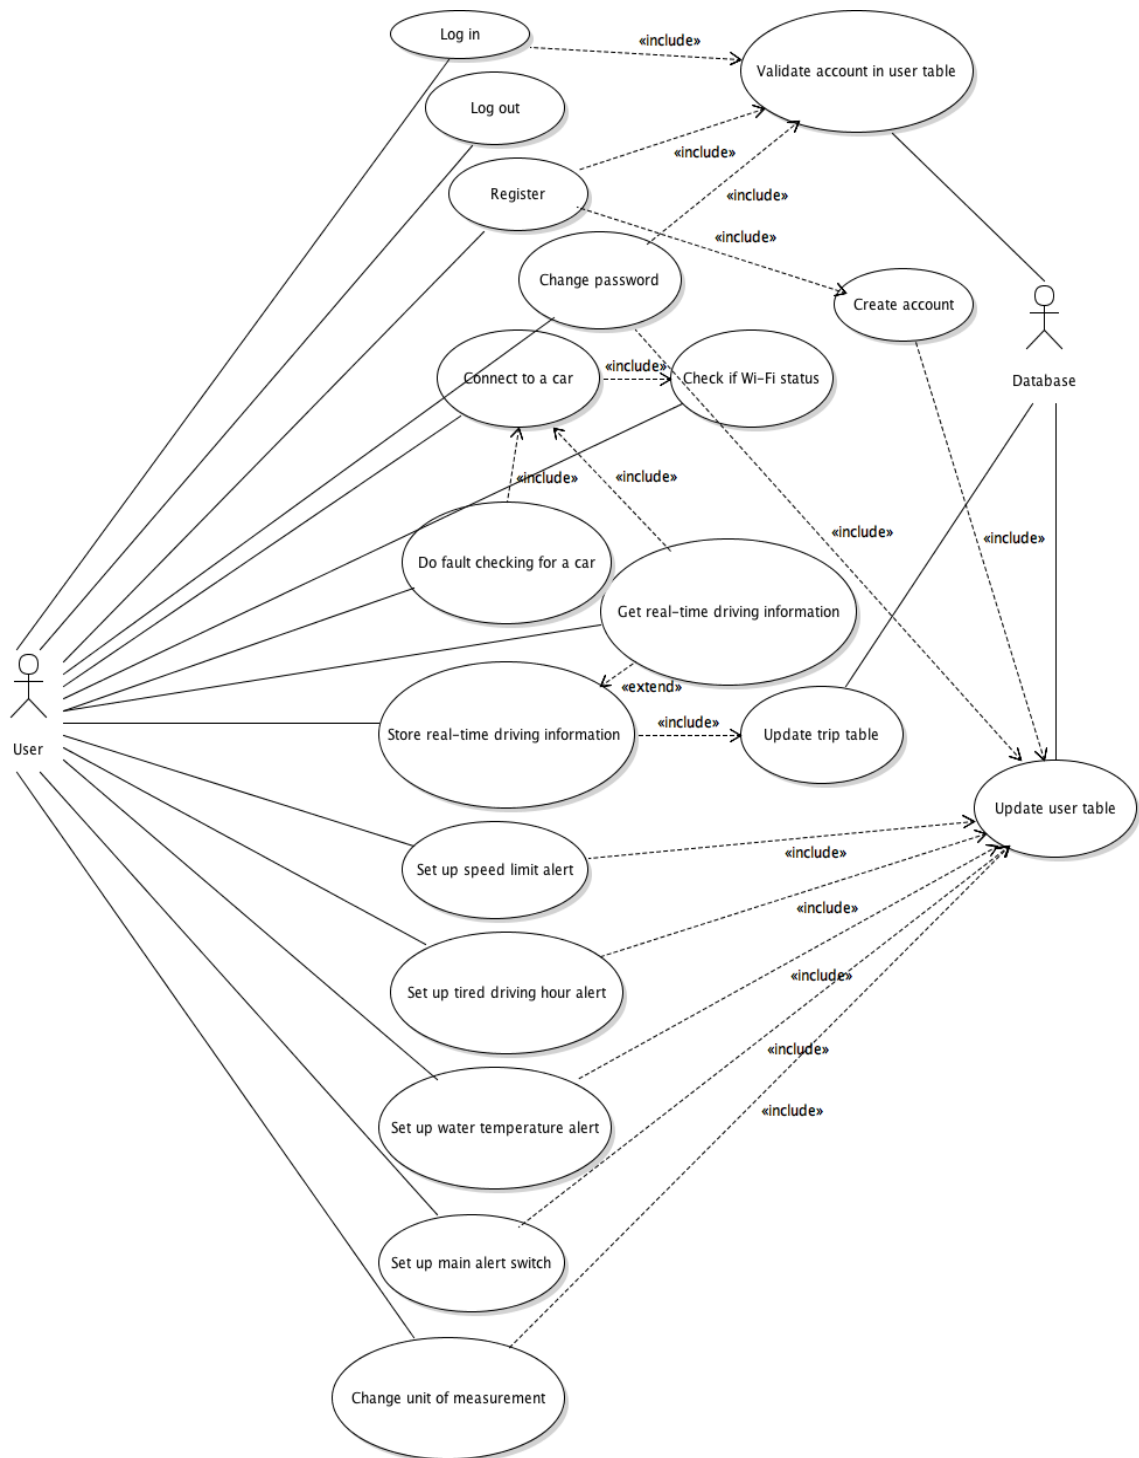 Log in
«include»
Validate account in user table
Log out
«include»
Register
«include»
«include»
Change password
Create account
Connect to a car
«include»
Check if Wi-Fi status
Database
«include»
«include»
«include»
«include»
Do fault checking for a car
Get real-time driving information
«extend»
User
Store real-time driving information
«include»
Update trip table
Update user table
Set up speed limit alert
«include»
«include»
Set up tired driving hour alert
«include»
«include»
Set up water temperature alert
«include»
Set up main alert switch
Change unit of measurement